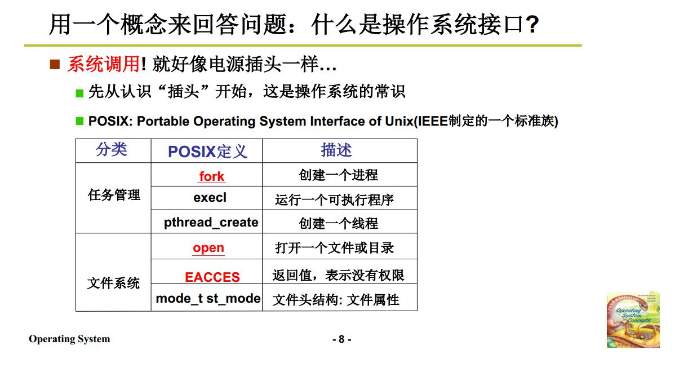 用一个概念来回答问题：什么是操作系统接口?
系统调用! 就好像电源插头一样…
先从认识“插头”开始，这是操作系统的常识
POSIX: Portable Operating System Interface of Unix(IEEE制定的一个标准族)
分类 POSIX定义 描述
任务管理 fork 创建一个进程
execl 运行一个可执行程序
pthread_create 创建一个线程
文件系统 open 打开一个文件或目录
EACCES 返回值，表示没有权限
mode_t st_mode 文件头结构: 文件属性
Operating System
Concepts
Operating System
- 8 -